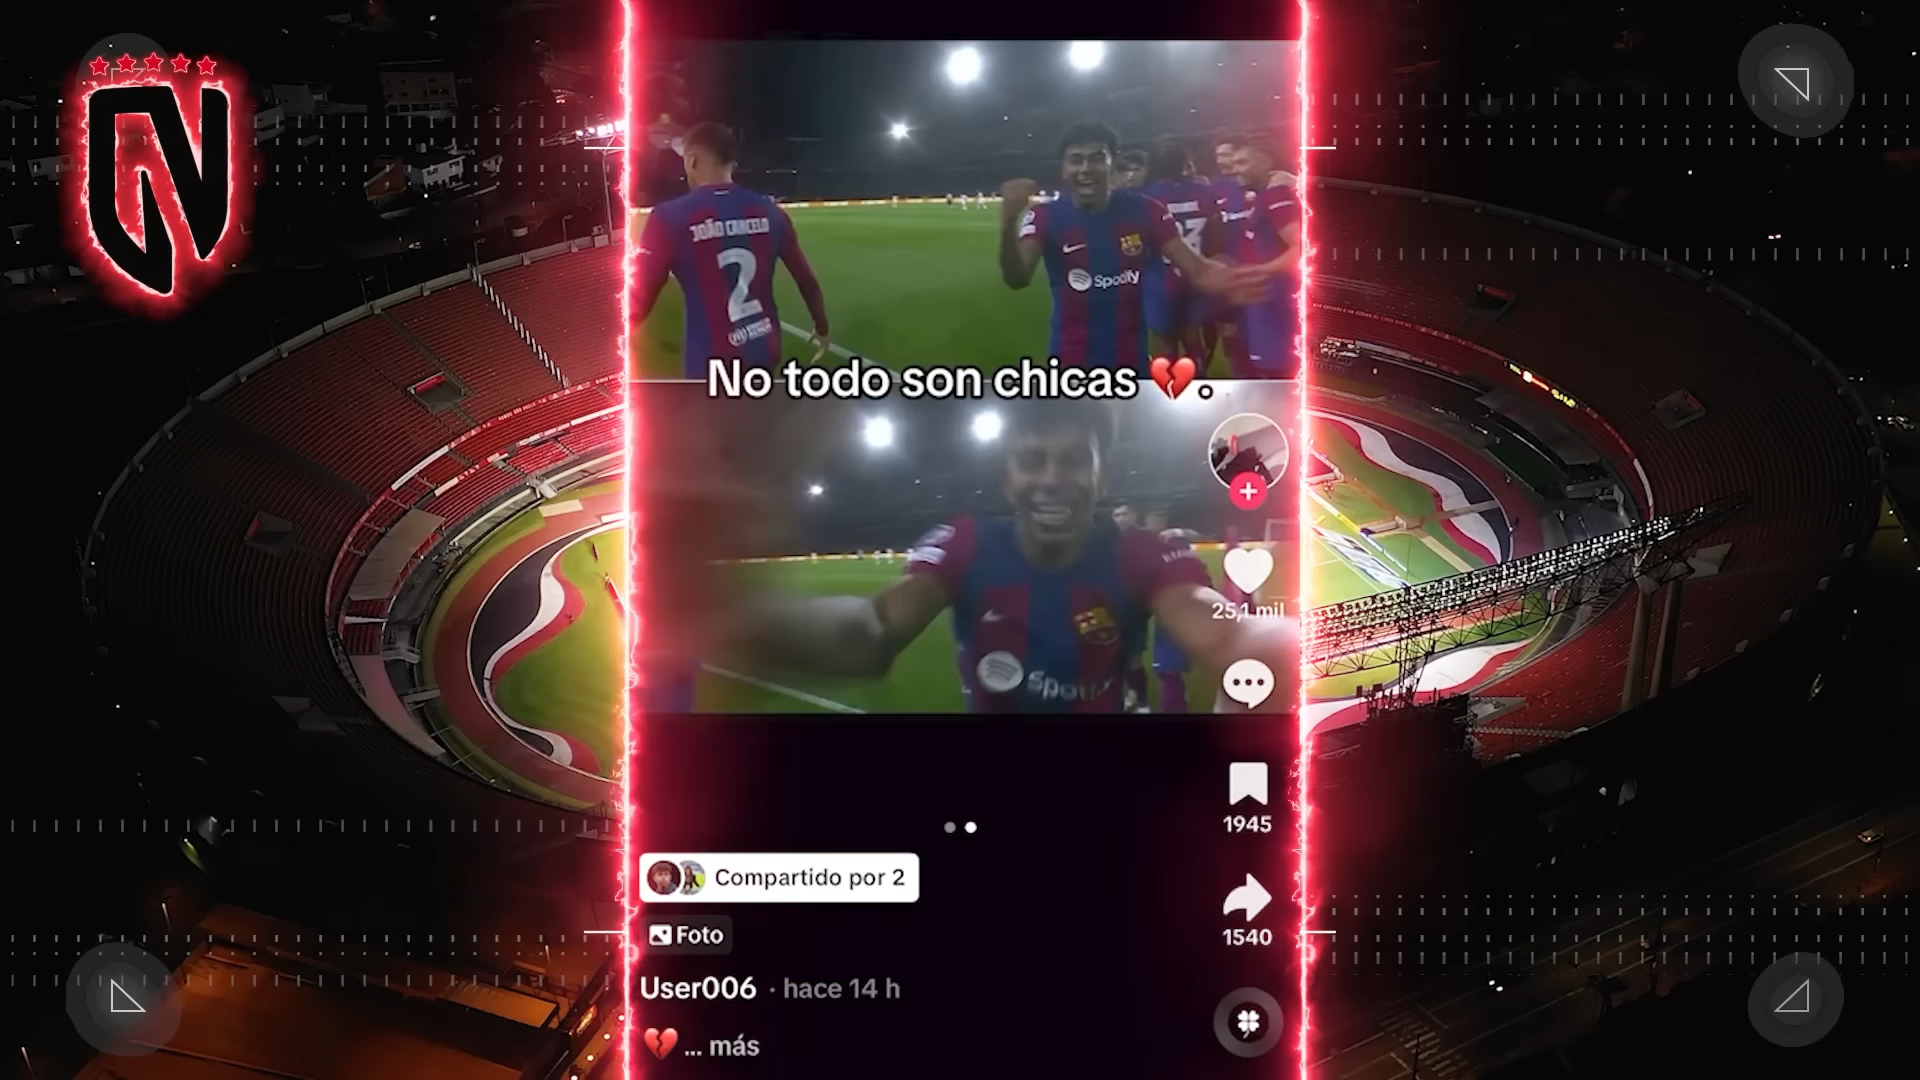 JOÃO CANCELO
2
Spotify
No todo son chicas 💔.
Spotify
25,1 mil
1945
Compartido por 2
Foto
1540
User006 · hace 14 h
💔 ... más